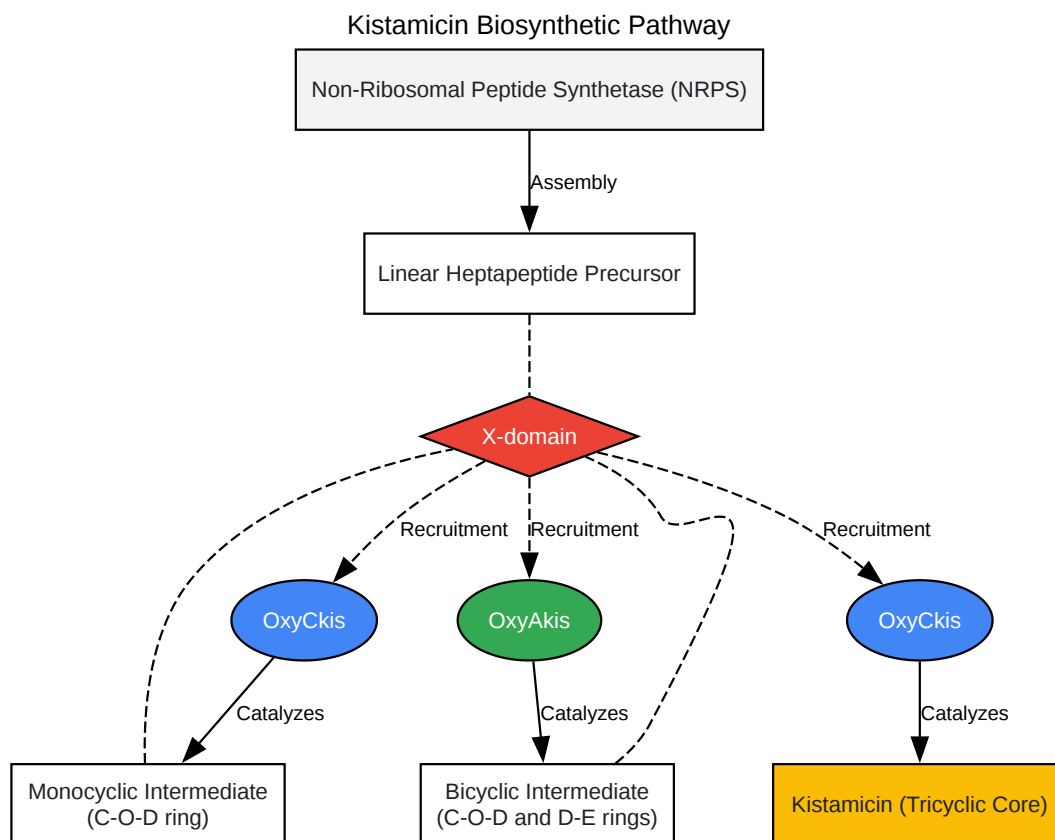 Kistamicin Biosynthetic Pathway
Non-Ribosomal Peptide Synthetase (NRPS)
Assembly
Linear Heptapeptide Precursor
X-domain
Recruitment
Recruitment
Recruitment
OxyCkis
OxyAkis
OxyCkis
Catalyzes
Catalyzes
Catalyzes
Monocyclic Intermediate
(C-O-D ring)
Bicyclic Intermediate
(C-O-D and D-E rings)
Kistamicin (Tricyclic Core)